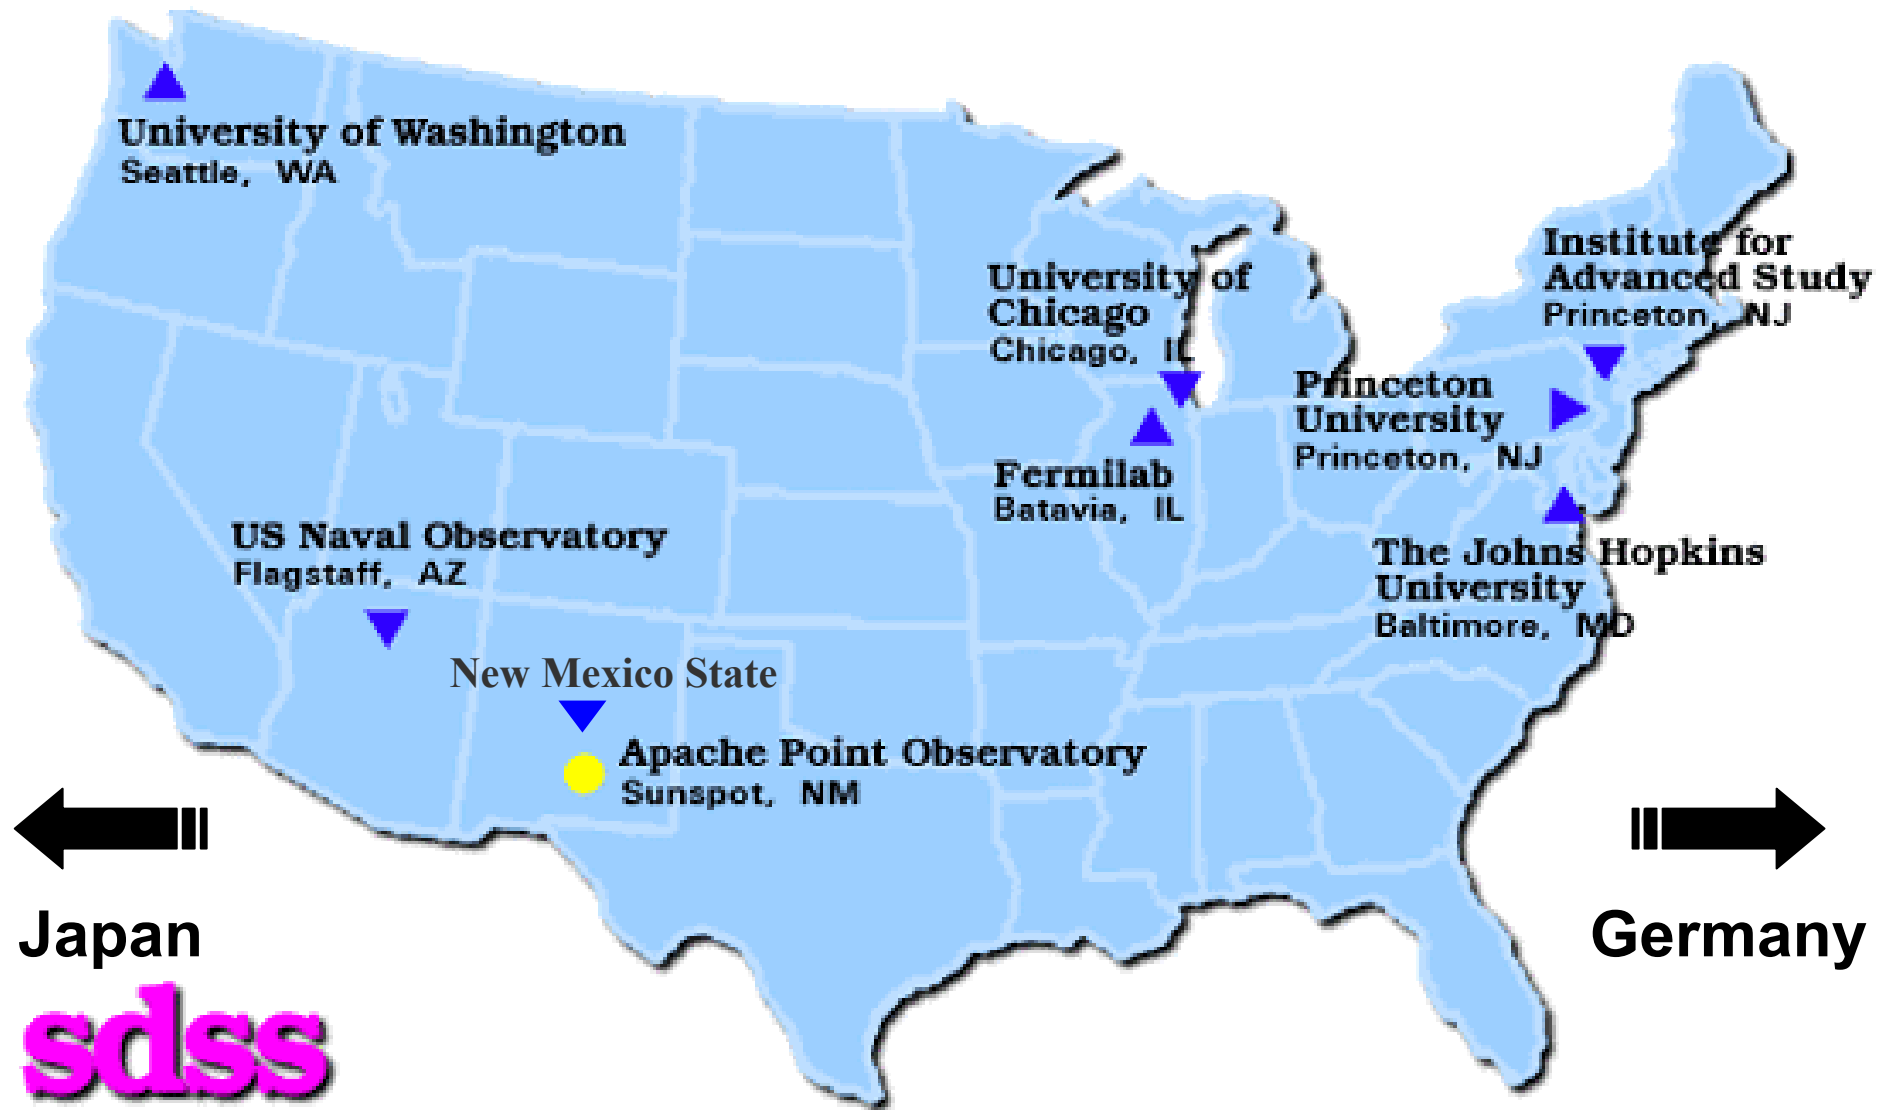 University of Washington
Seattle, WA
Institute for
Advanced Study
Princeton, NJ
University of
Chicago
Chicago, IL
Princeton
University
Princeton, NJ
Fermilab
Batavia, IL
US Naval Observatory
Flagstaff, AZ
The Johns Hopkins
University
Baltimore, MD
New Mexico State
Apache Point Observatory
Sunspot, NM
Japan
Germany
sdss